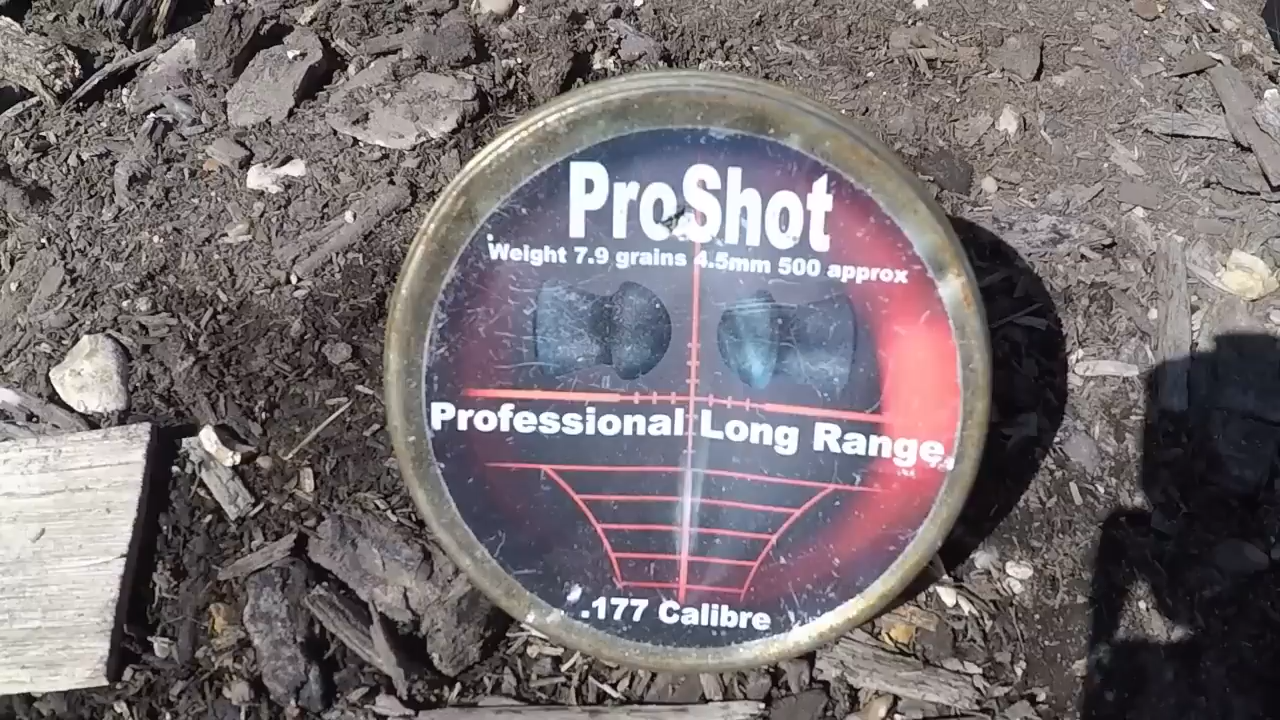 ProShot
Weight 7.9 grains 4.5mm 500 approx
Professional Long Range
.177 Calibre